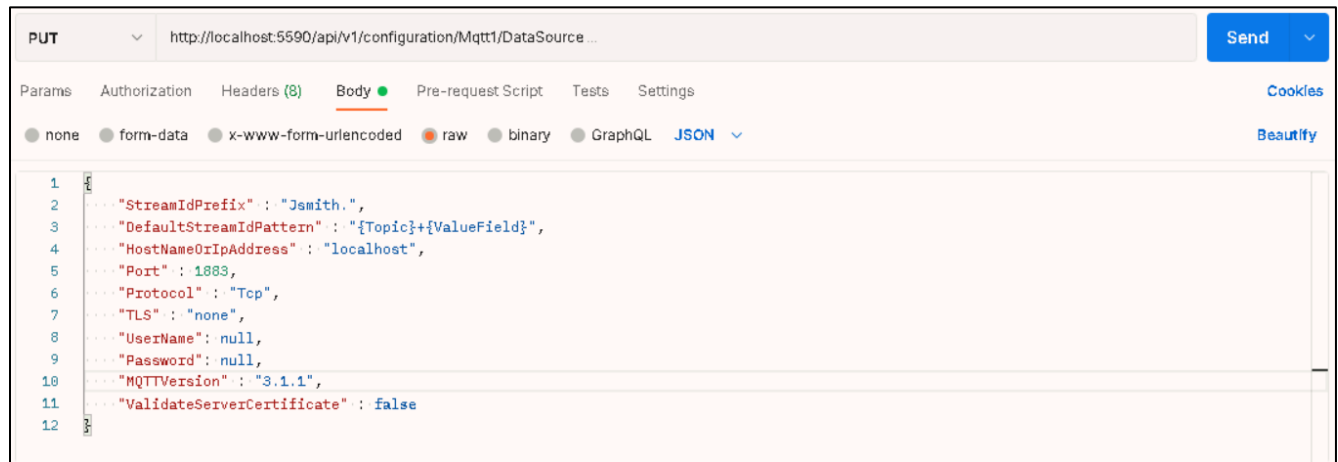 PUT http://localhost:5590/api/v1/configuration/Mqtt1/DataSource... Send
Params Authorization Headers (8) Body Pre-request Script Tests Settings Cookies
none form-data x-www-form-urlencoded raw binary GraphQL JSON Beautify
1 {
2 "StreamIdPrefix" : "Jsmith.",
3 "DefaultStreamIdPattern" : "{Topic}+{ValueField}",
4 "HostNameOrIpAddress" : "localhost",
5 "Port" : 1883,
6 "Protocol" : "Tcp",
7 "TLS" : "none",
8 "UserName": null,
9 "Password": null,
10 "MQTTVersion" : "3.1.1",
11 "ValidateServerCertificate" : false
12 }